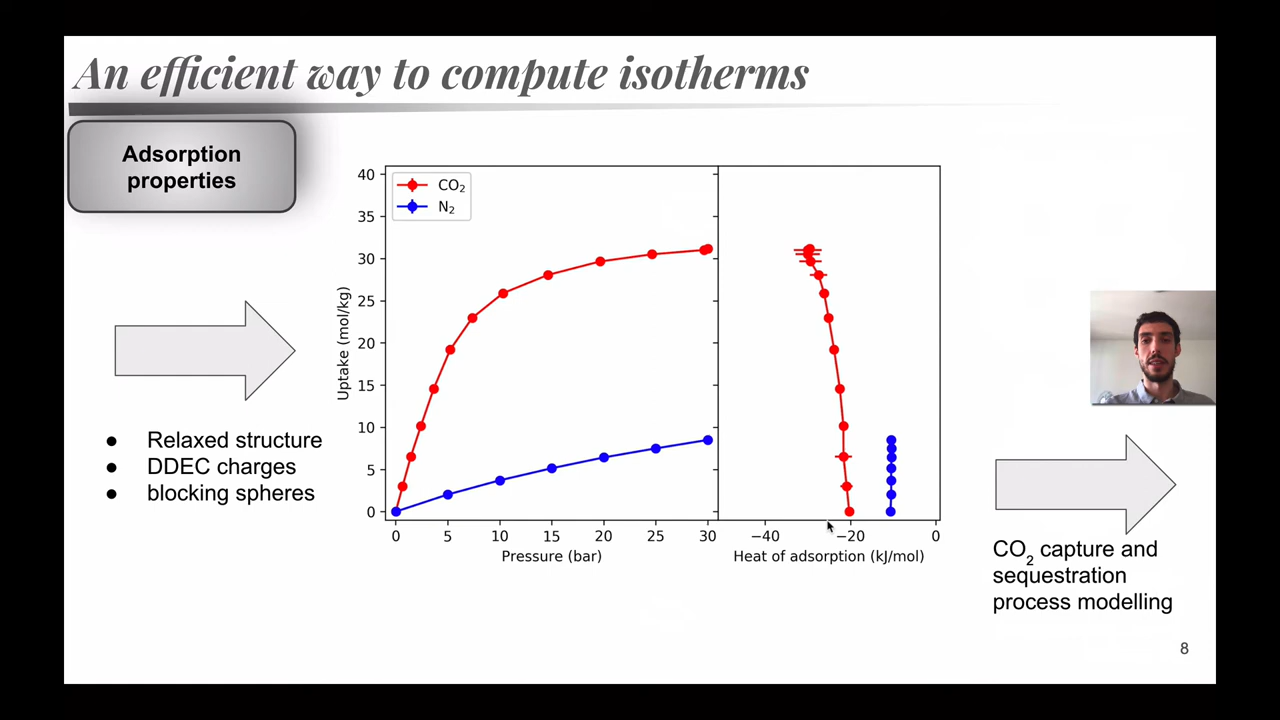 An efficient way to compute isotherms
Adsorption
properties
● Relaxed structure
● DDEC charges
● blocking spheres
CO2
N2
40
35
30
25
20
15
10
5
0
Uptake (mol/kg)
0 5 10 15 20 25 30
Pressure (bar)
−40 −20 0
Heat of adsorption (kJ/mol)
CO2 capture and
sequestration
process modelling
8